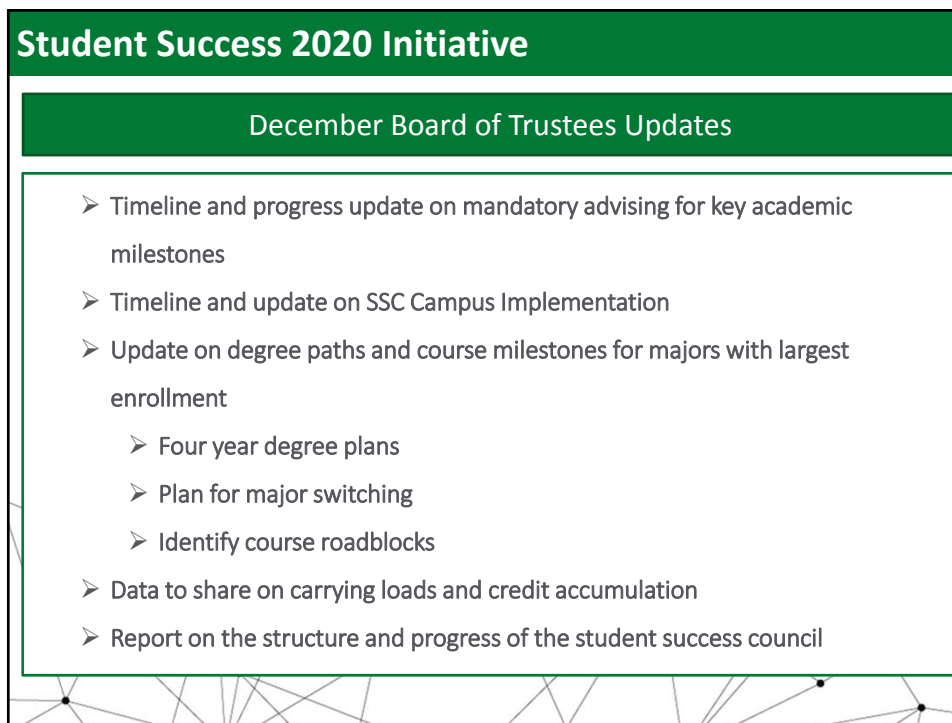 Student Success 2020 Initiative
December Board of Trustees Updates
➢ Timeline and progress update on mandatory advising for key academic
milestones
➢ Timeline and update on SSC Campus Implementation
➢ Update on degree paths and course milestones for majors with largest
enrollment
➢ Four year degree plans
➢ Plan for major switching
➢ Identify course roadblocks
➢ Data to share on carrying loads and credit accumulation
➢ Report on the structure and progress of the student success council